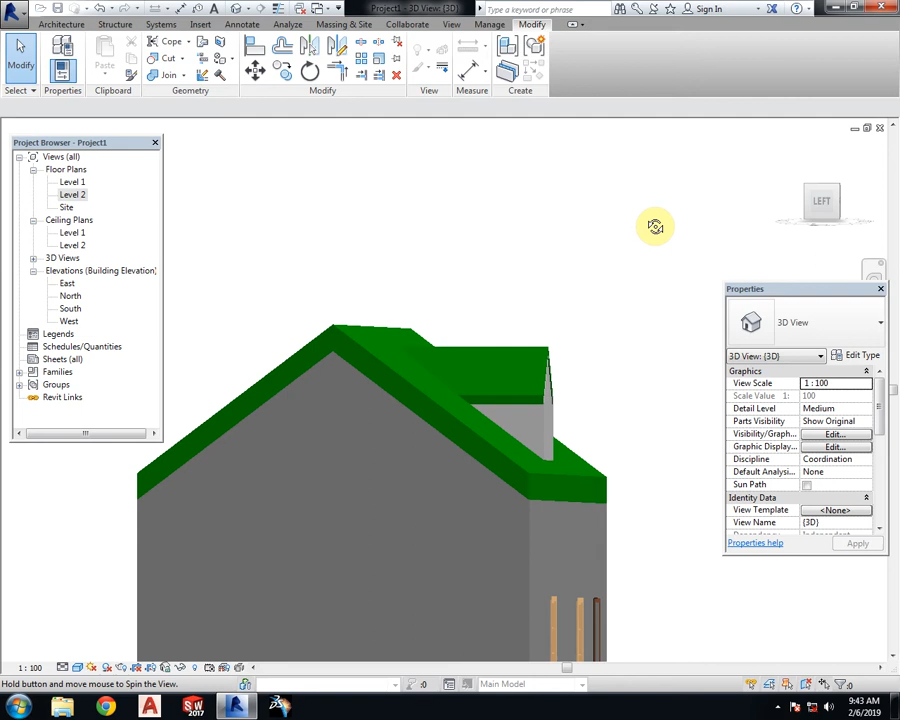 Project1 - 3D View: {3D}
Type a keyword or phrase
Sign In
Architecture Structure Systems Insert Annotate Analyze Massing & Site Collaborate View Manage Modify
Modify
Paste
Cope
Cut
Join
Select Properties Clipboard Geometry Modify View Measure Create
Project Browser - Project1
Views (all)
Floor Plans
Level 1
Level 2
Site
Ceiling Plans
Level 1
Level 2
3D Views
Elevations (Building Elevation)
East
North
South
West
Legends
Schedules/Quantities
Sheets (all)
Families
Groups
Revit Links
LEFT
Properties
3D View
3D View: {3D}
Edit Type
Graphics
View Scale 1 : 100
Scale Value 1: 100
Detail Level Medium
Parts Visibility Show Original
Visibility/Graph... Edit...
Graphic Display... Edit...
Discipline Coordination
Default Analysi... None
Sun Path
Identity Data
View Template <None>
View Name {3D}
Properties help
Apply
1 : 100
Hold button and move mouse to Spin the View.
:0
Main Model
:0
SW
2017
9:43 AM
2/6/2019